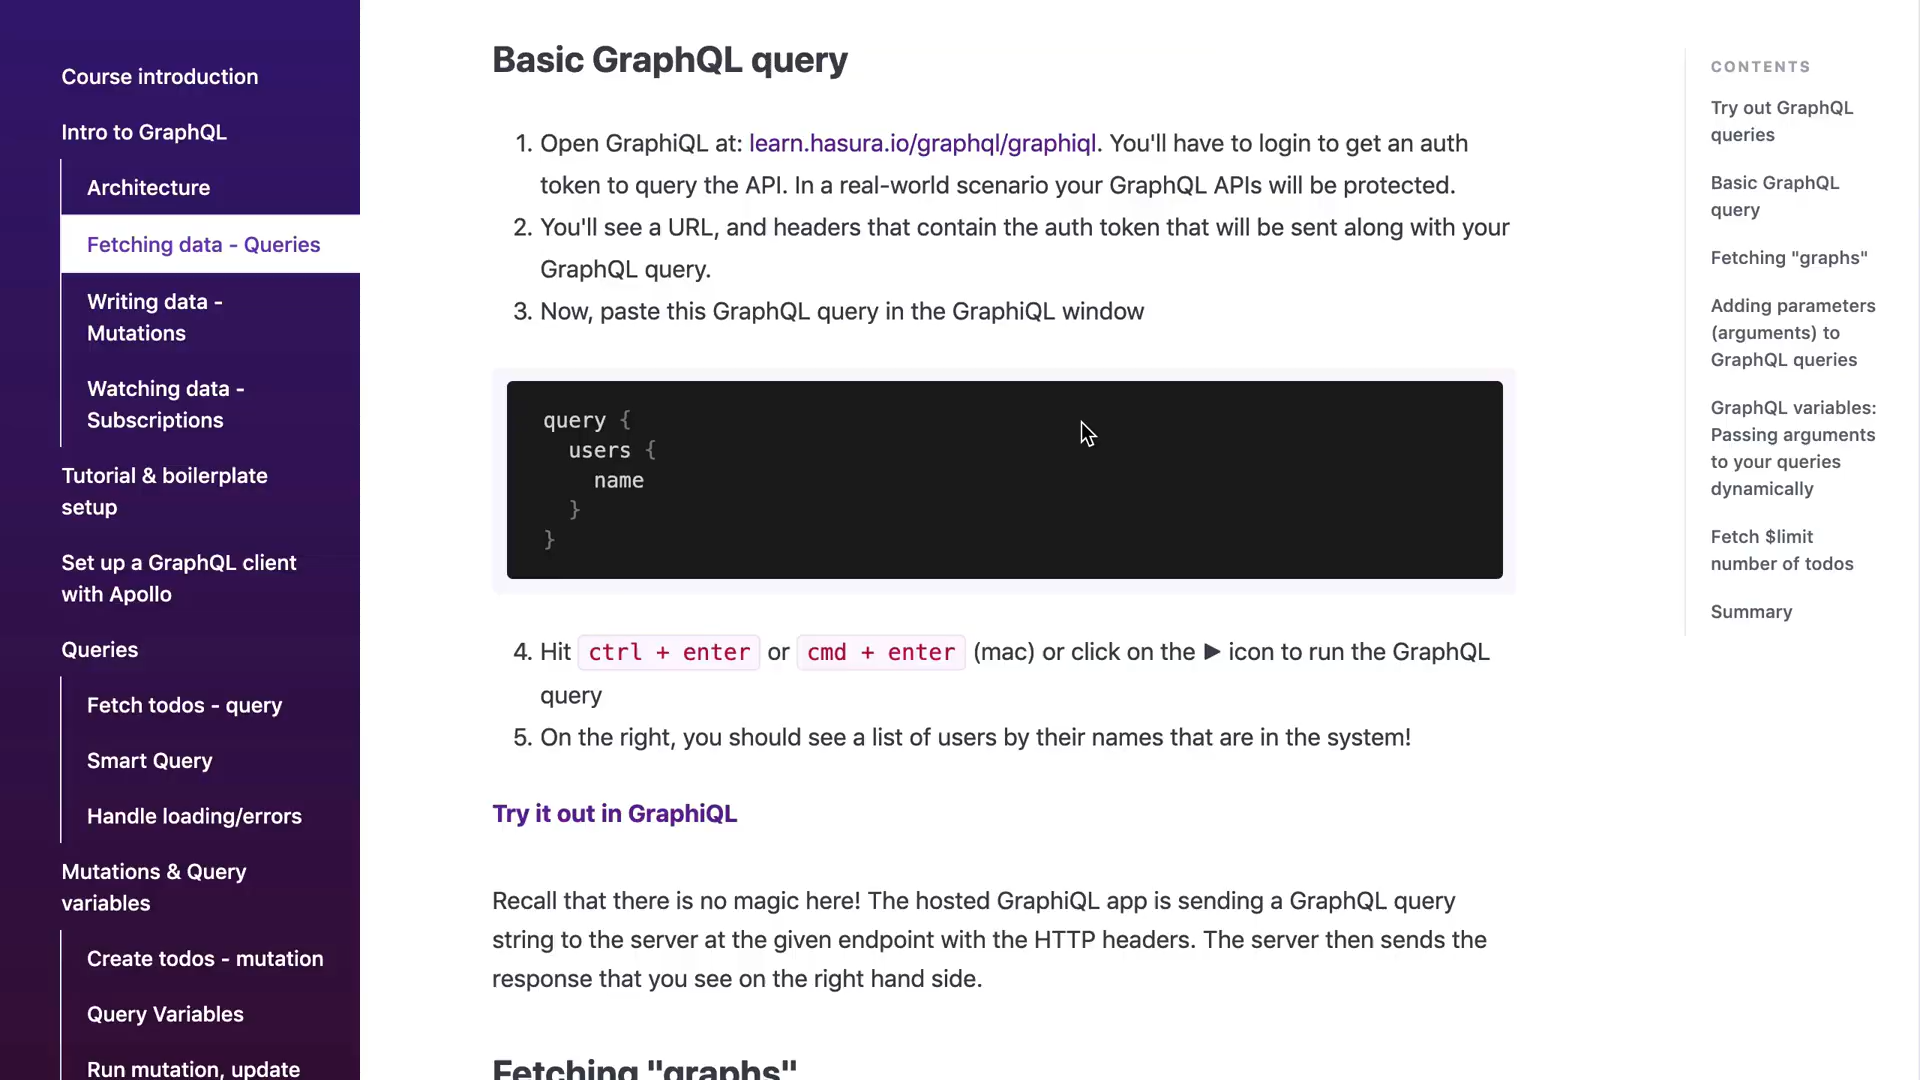 Course introduction
Intro to GraphQL
Architecture
Fetching data - Queries
Writing data -
Mutations
Watching data -
Subscriptions
Tutorial & boilerplate
setup
Set up a GraphQL client
with Apollo
Queries
Fetch todos - query
Smart Query
Handle loading/errors
Mutations & Query
variables
Create todos - mutation
Query Variables
Run mutation, update
Basic GraphQL query
1. Open GraphiQL at: learn.hasura.io/graphql/graphiql. You'll have to login to get an auth
token to query the API. In a real-world scenario your GraphQL APIs will be protected.
2. You'll see a URL, and headers that contain the auth token that will be sent along with your
GraphQL query.
3. Now, paste this GraphQL query in the GraphiQL window
query {
  users {
    name
  }
}
4. Hit ctrl + enter or cmd + enter (mac) or click on the ▶ icon to run the GraphQL
query
5. On the right, you should see a list of users by their names that are in the system!
Try it out in GraphiQL
Recall that there is no magic here! The hosted GraphiQL app is sending a GraphQL query
string to the server at the given endpoint with the HTTP headers. The server then sends the
response that you see on the right hand side.
Fetching "graphs"
CONTENTS
Try out GraphQL
queries
Basic GraphQL
query
Fetching "graphs"
Adding parameters
(arguments) to
GraphQL queries
GraphQL variables:
Passing arguments
to your queries
dynamically
Fetch $limit
number of todos
Summary